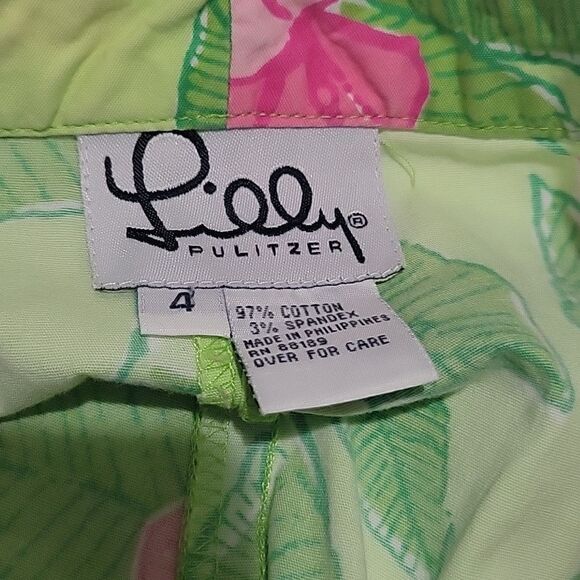 Lilly®
PULITZER
4
97% COTTON
3% SPANDEX
MADE IN PHILIPPINES
RN 88189
OVER FOR CARE